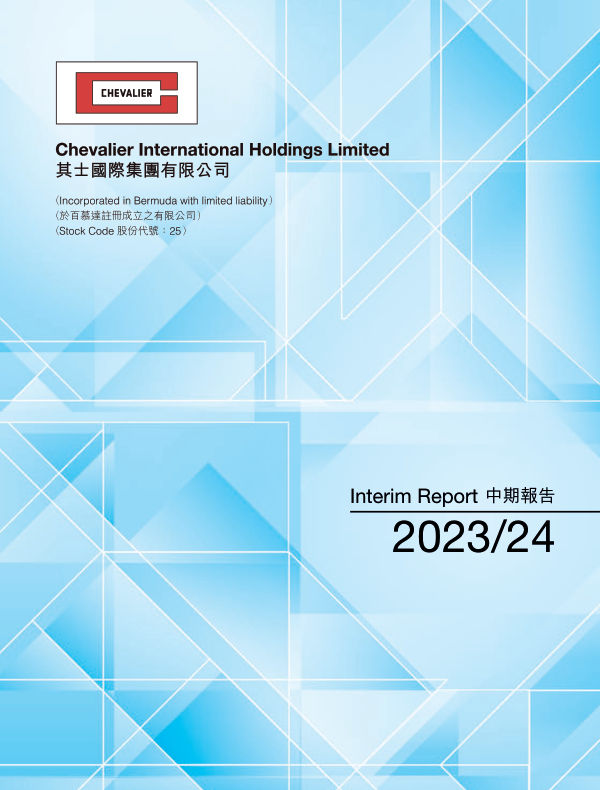 CHEVALIER
Chevalier International Holdings Limited
其士國際集團有限公司
(Incorporated in Bermuda with limited liability)
(於百慕達註冊成立之有限公司)
(Stock Code 股份代號：25)
Interim Report 中期報告
2023/24